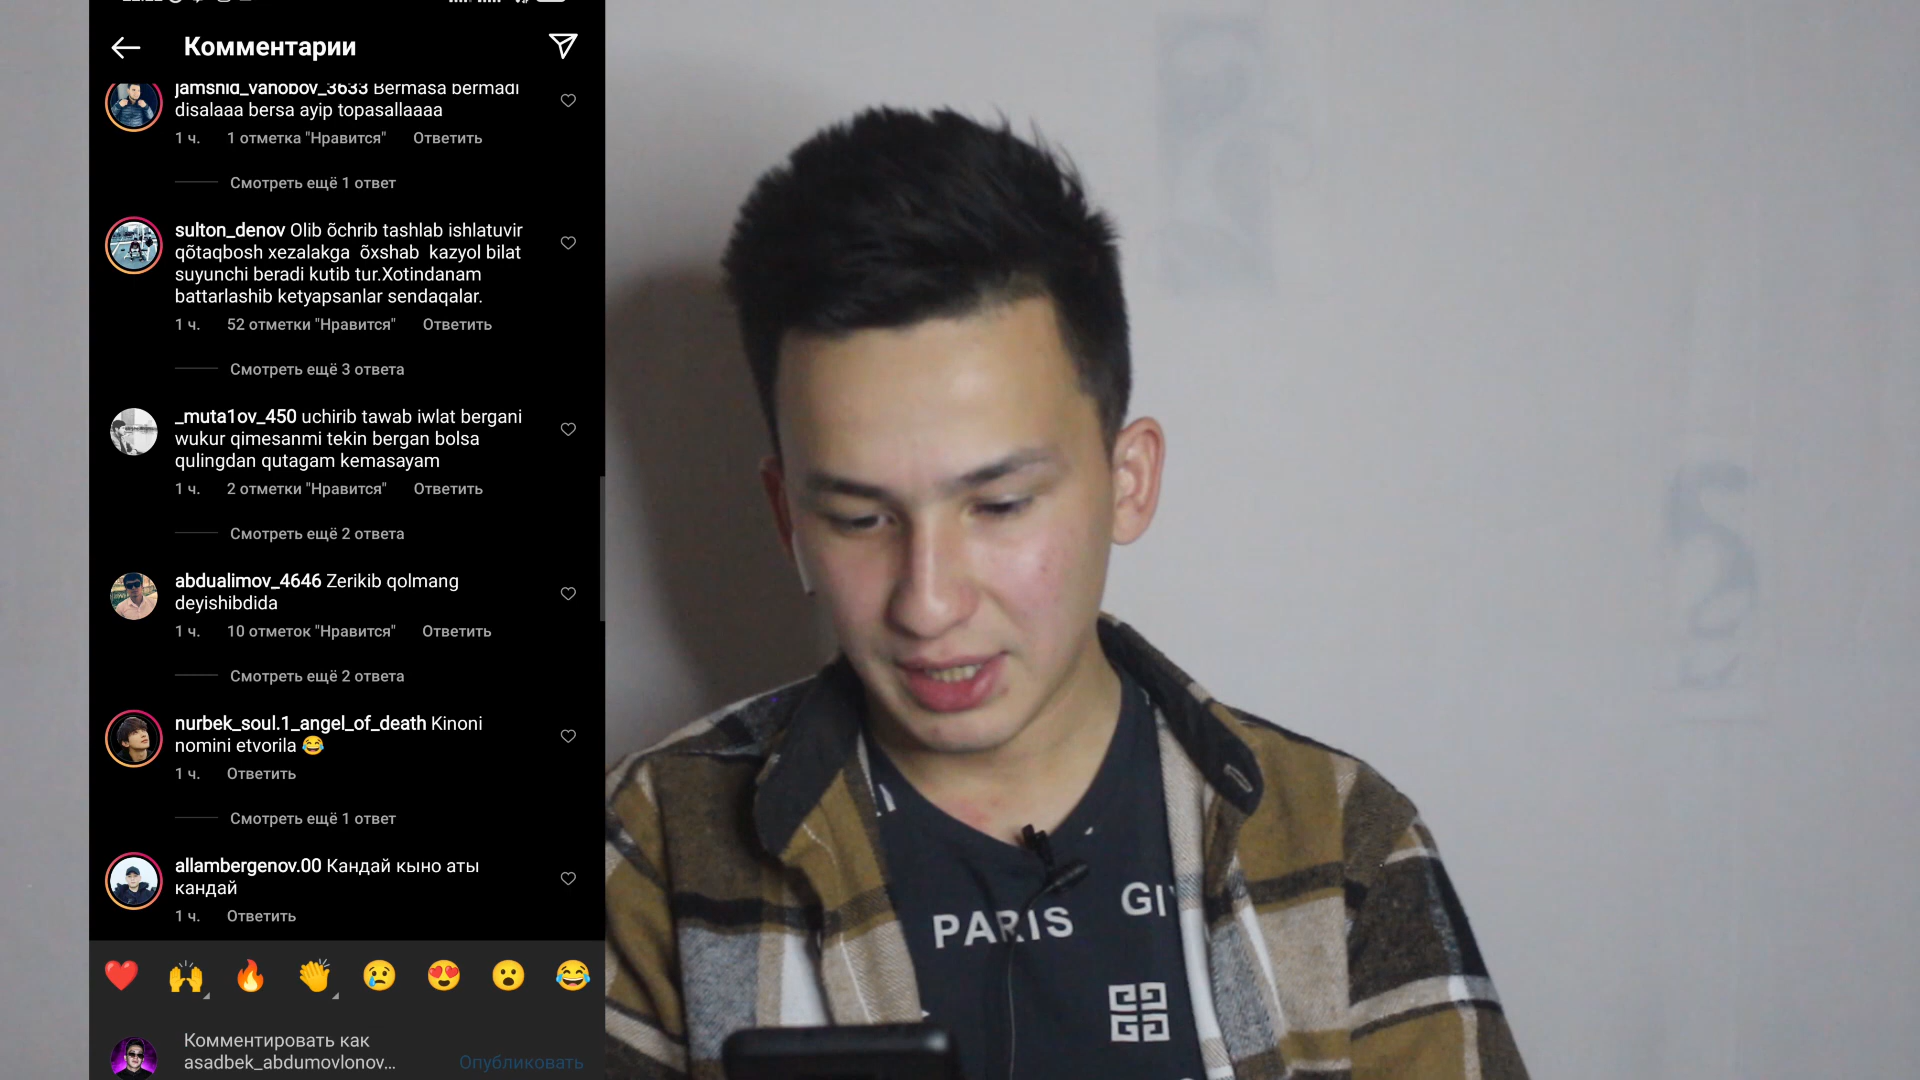 Комментарии
jamshid_vahobov_3633 Bermasa bermadi
disalaaa bersa ayip topasallaaaa
1 ч. 1 отметка "Нравится" Ответить
Смотреть ещё 1 ответ
sulton_denov Olib õchrib tashlab ishlatuvir
qõtaqbosh xezalakga õxshab kazyol bilat
suyunchi beradi kutib tur.Xotindanam
battarlashib ketyapsanlar sendaqalar.
1 ч. 52 отметки "Нравится" Ответить
Смотреть ещё 3 ответа
_muta1ov_450 uchirib tawab iwlat bergani
wukur qimesanmi tekin bergan bolsa
qulingdan qutagam kemasayam
1 ч. 2 отметки "Нравится" Ответить
Смотреть ещё 2 ответа
abdualimov_4646 Zerikib qolmang
deyishibdida
1 ч. 10 отметок "Нравится" Ответить
Смотреть ещё 2 ответа
nurbek_soul.1_angel_of_death Kinoni
nomini etvorila 😂
1 ч. Ответить
Смотреть ещё 1 ответ
allambergenov.00 Кандай кыно аты
кандай
1 ч. Ответить
Комментировать как
asadbek_abdumovlonov...
Опубликовать
PARIS
GI